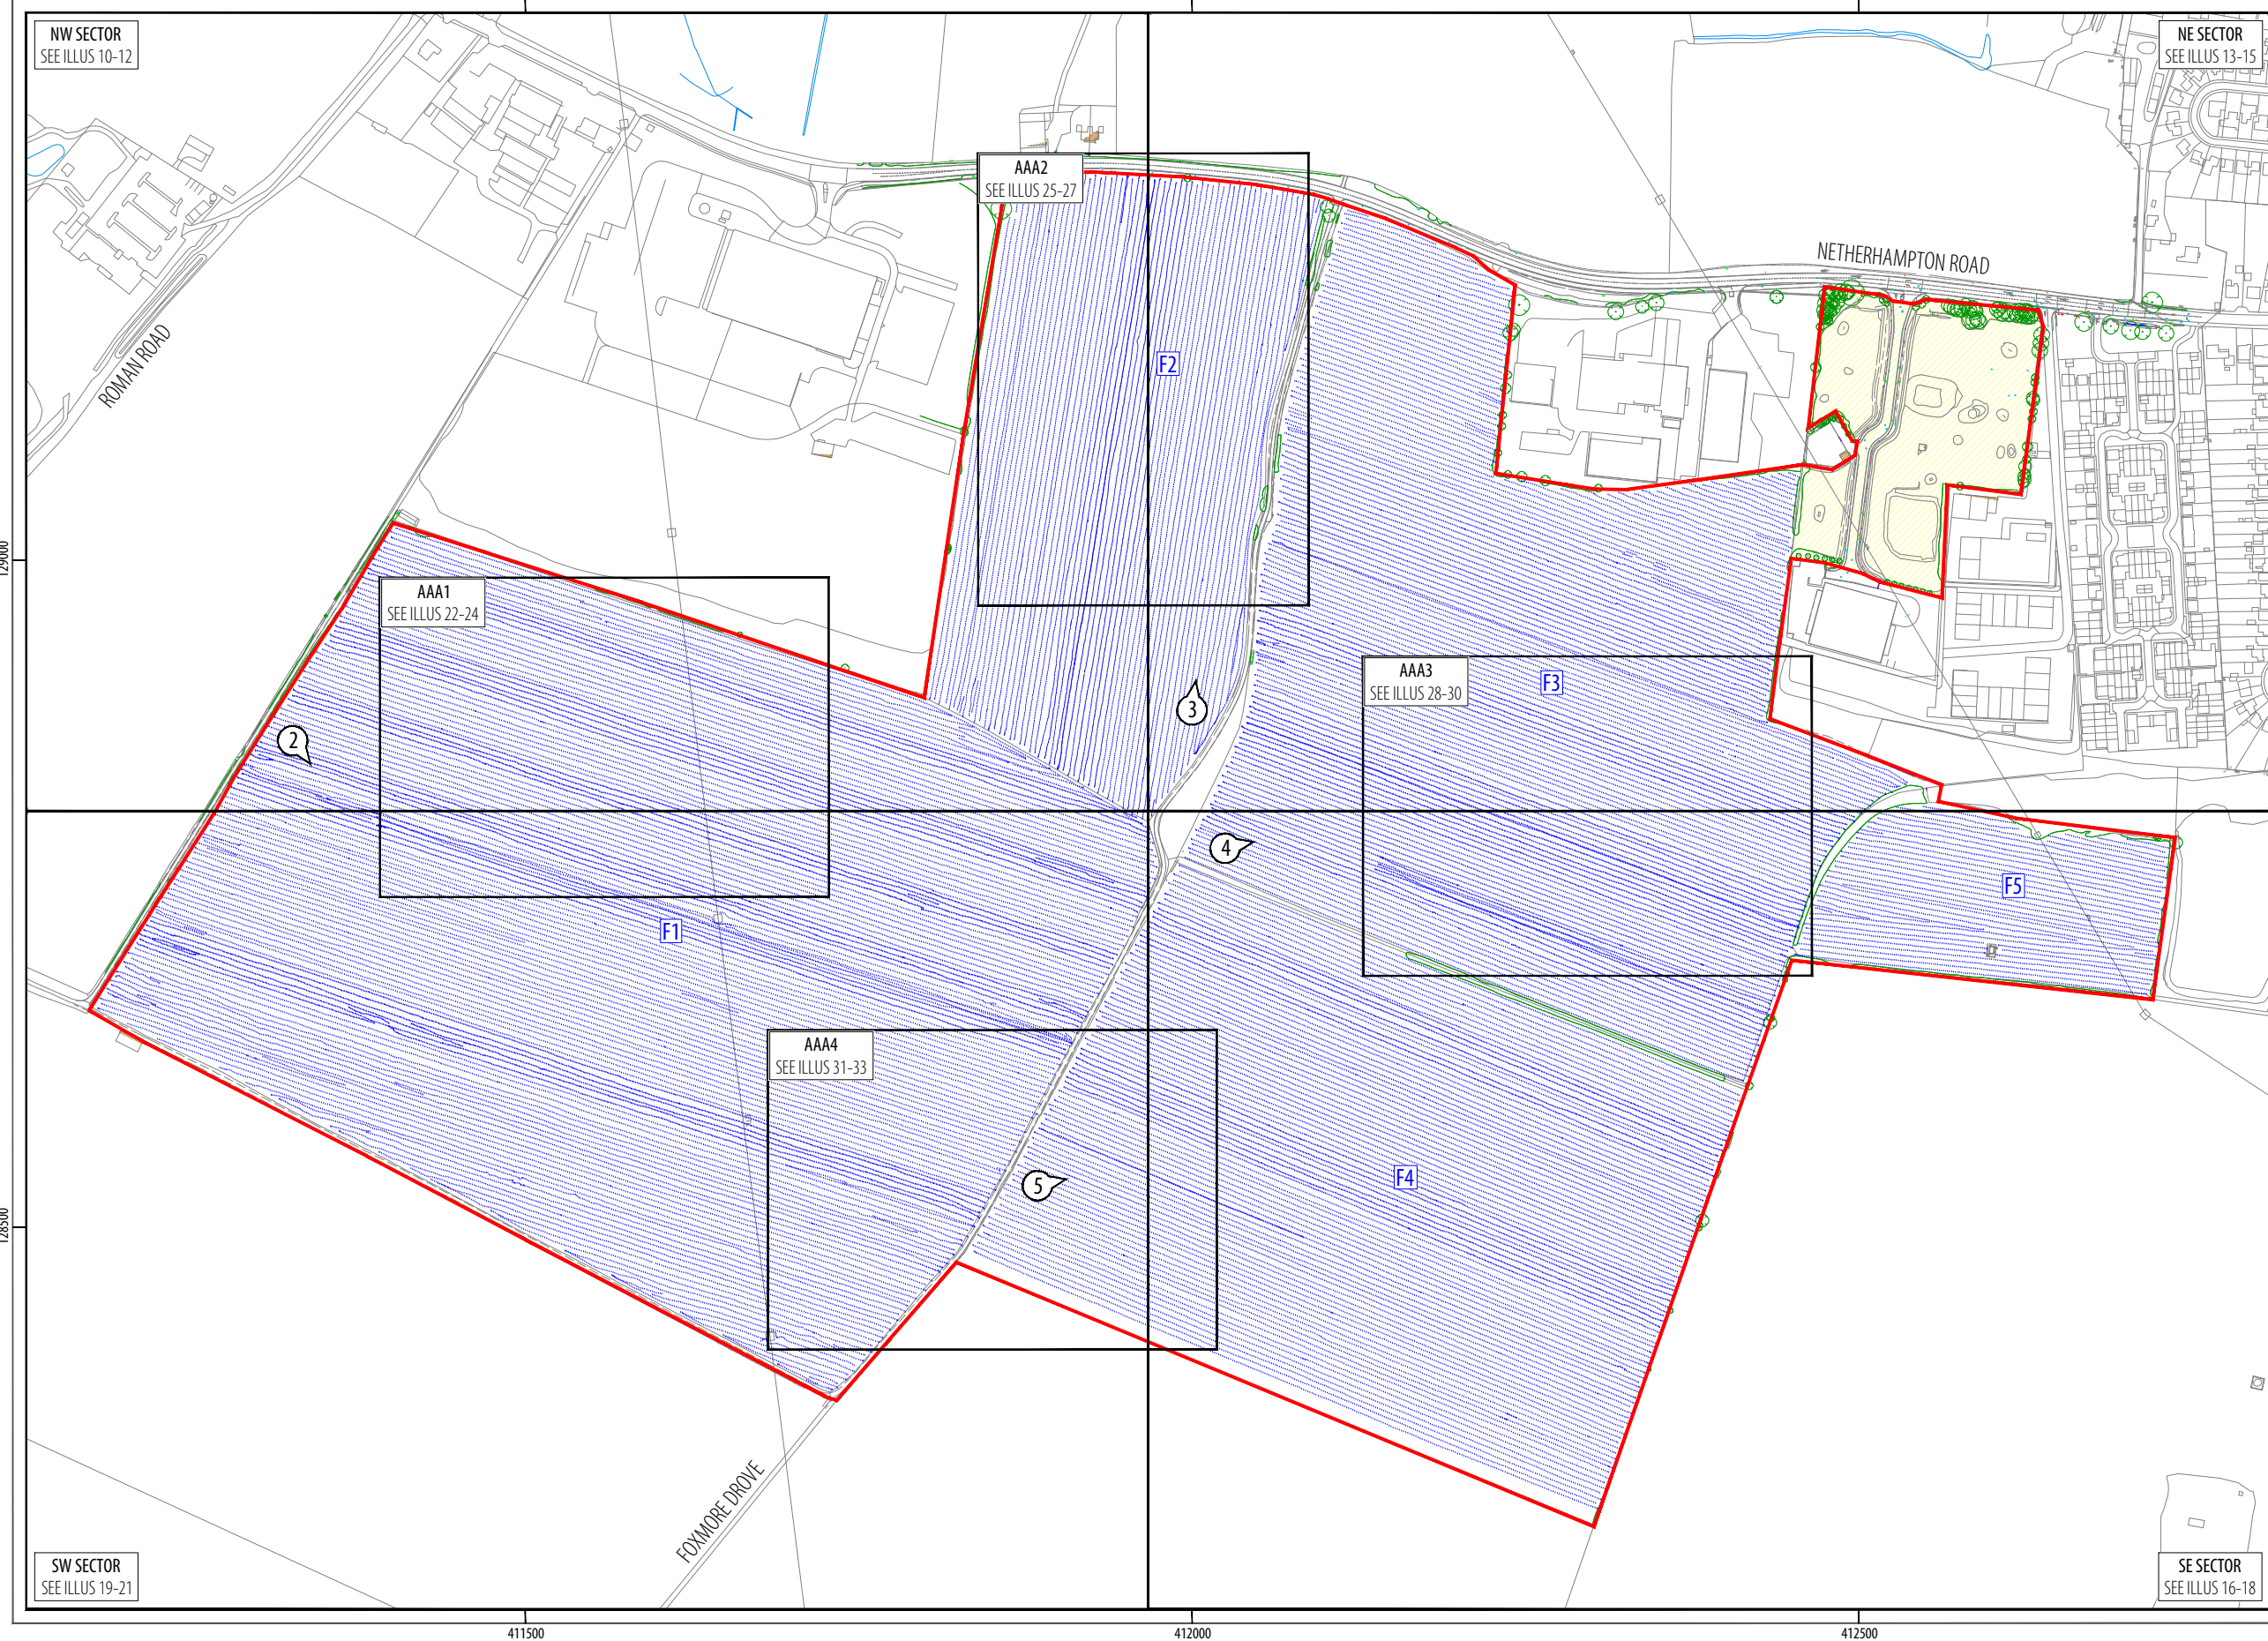 NW SECTOR
SEE ILLUS 10-12
NE SECTOR
SEE ILLUS 13-15
AAA2
SEE ILLUS 25-27
NETHERHAMPTON ROAD
ROMAN ROAD
F2
129000
AAA1
SEE ILLUS 22-24
AAA3
SEE ILLUS 28-30
F3
3
2
4
F5
F1
AAA4
SEE ILLUS 31-33
5
F4
128500
FOXMORE DROVE
SW SECTOR
SEE ILLUS 19-21
SE SECTOR
SEE ILLUS 16-18
411500
412000
412500